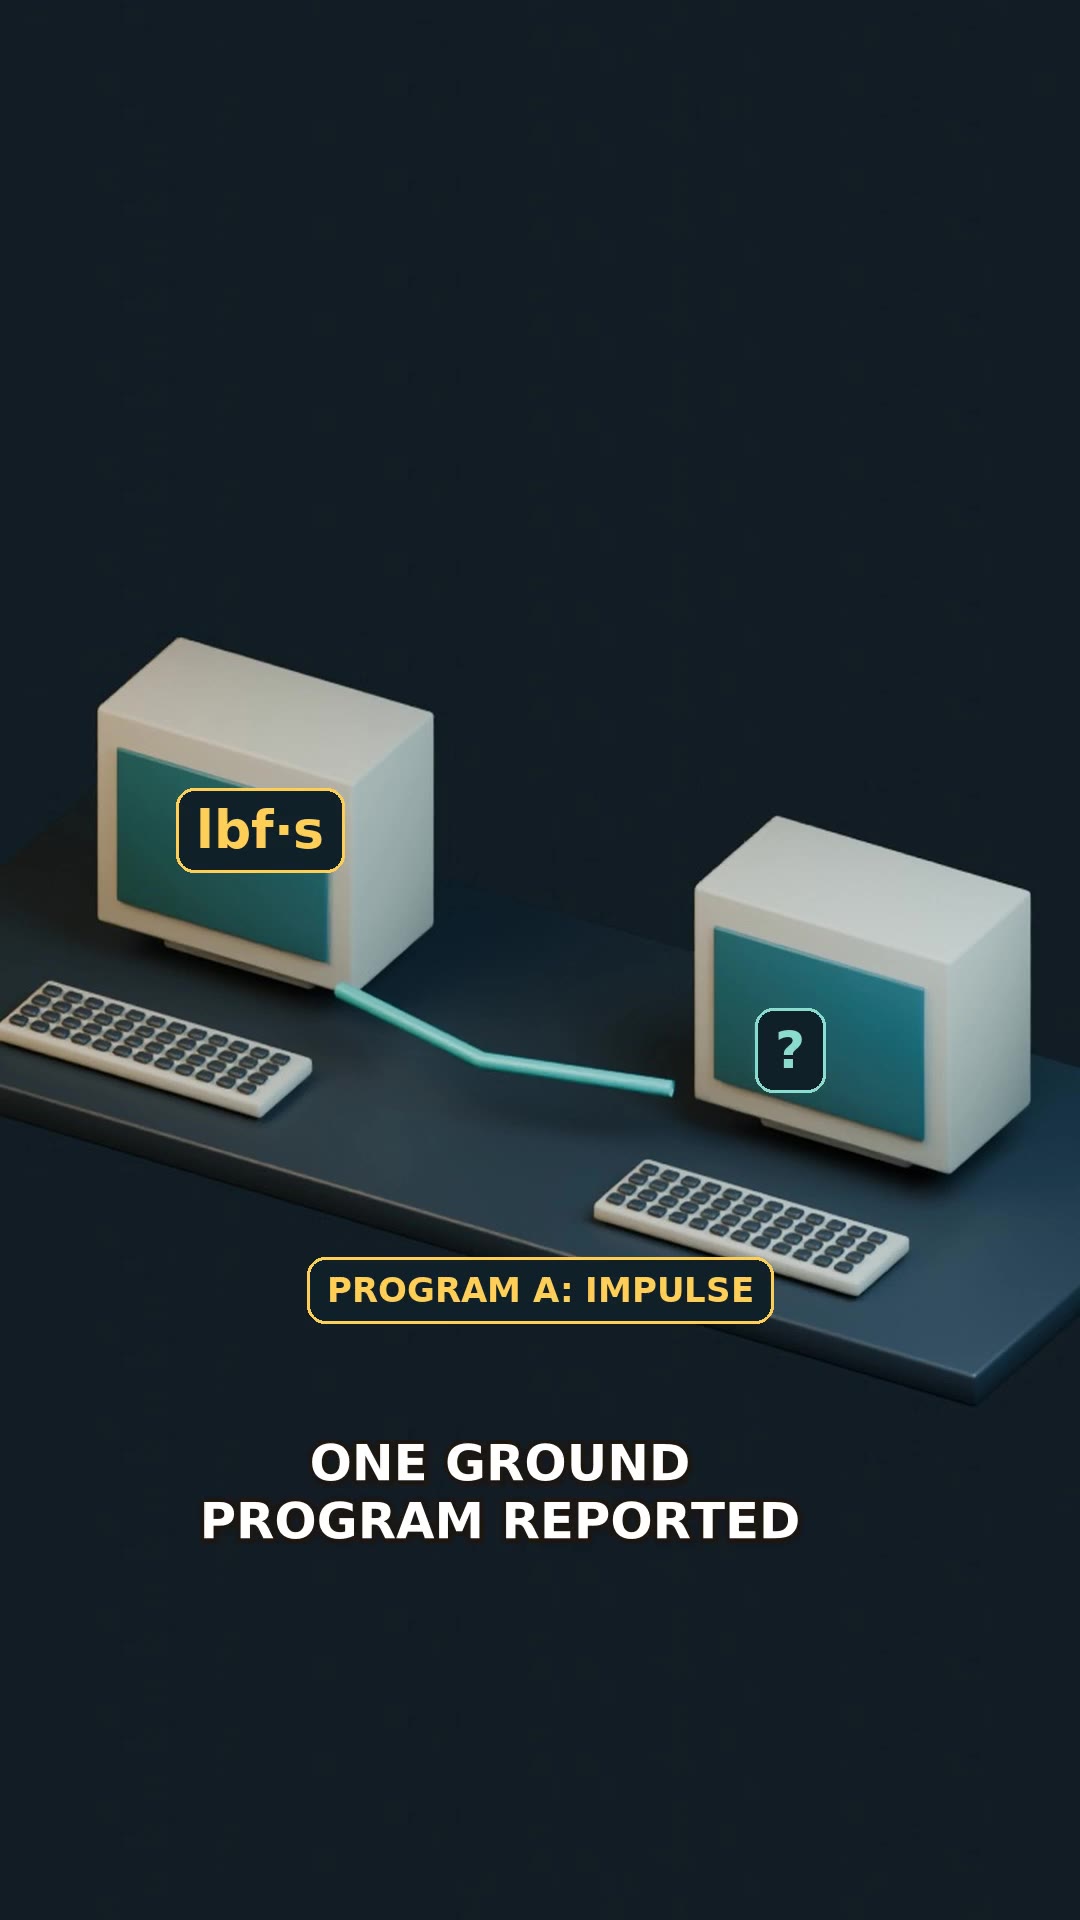 lbf·s
?
PROGRAM A: IMPULSE
ONE GROUND
PROGRAM REPORTED